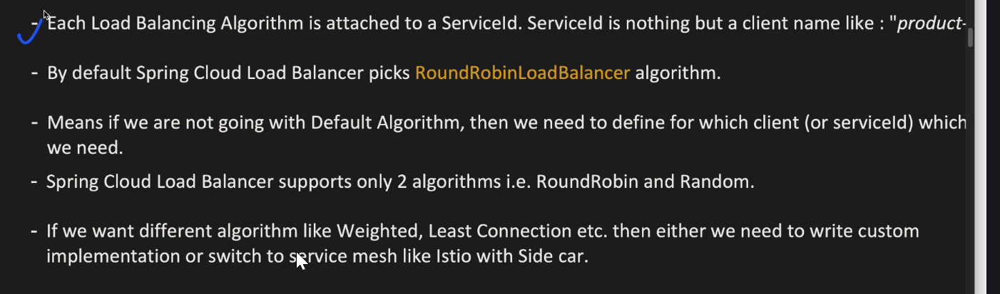 - Each Load Balancing Algorithm is attached to a ServiceId. ServiceId is nothing but a client name like : "product-
- By default Spring Cloud Load Balancer picks RoundRobinLoadBalancer algorithm.
- Means if we are not going with Default Algorithm, then we need to define for which client (or serviceId) which
we need.
- Spring Cloud Load Balancer supports only 2 algorithms i.e. RoundRobin and Random.
- If we want different algorithm like Weighted, Least Connection etc. then either we need to write custom
implementation or switch to service mesh like Istio with Side car.